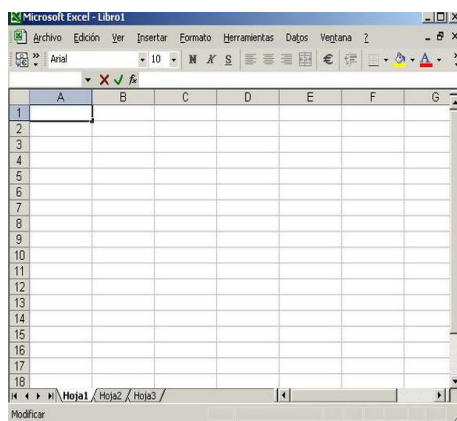 Microsoft Excel - Libro1
Archivo Edición Ver Insertar Formato Herramientas Datos Ventana ?
Arial 10 N K S € A
fx
A B C D E F G
1
2
3
4
5
6
7
8
9
10
11
12
13
14
15
16
17
18
Hoja1 Hoja2 Hoja3
Modificar